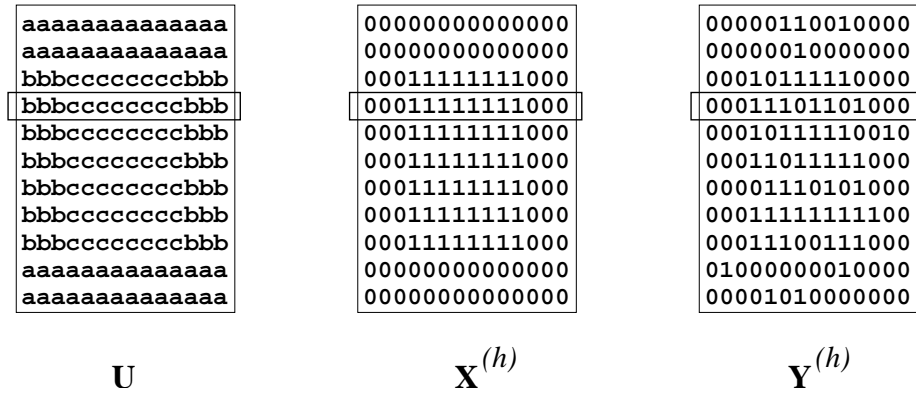 aaaaaaaaaaaaaa 00000000000000 00000110010000
aaaaaaaaaaaaaa 00000000000000 00000010000000
bbbccccccccbbb 00011111111000 00010111110000
bbbccccccccbbb 00011111111000 00011101101000
bbbccccccccbbb 00011111111000 00010111110010
bbbccccccccbbb 00011111111000 00011011111000
bbbccccccccbbb 00011111111000 00001110101000
bbbccccccccbbb 00011111111000 00011111111100
bbbccccccccbbb 00011111111000 00011100111000
aaaaaaaaaaaaaa 00000000000000 01000000010000
aaaaaaaaaaaaaa 00000000000000 00001010000000
U X(h) Y(h)